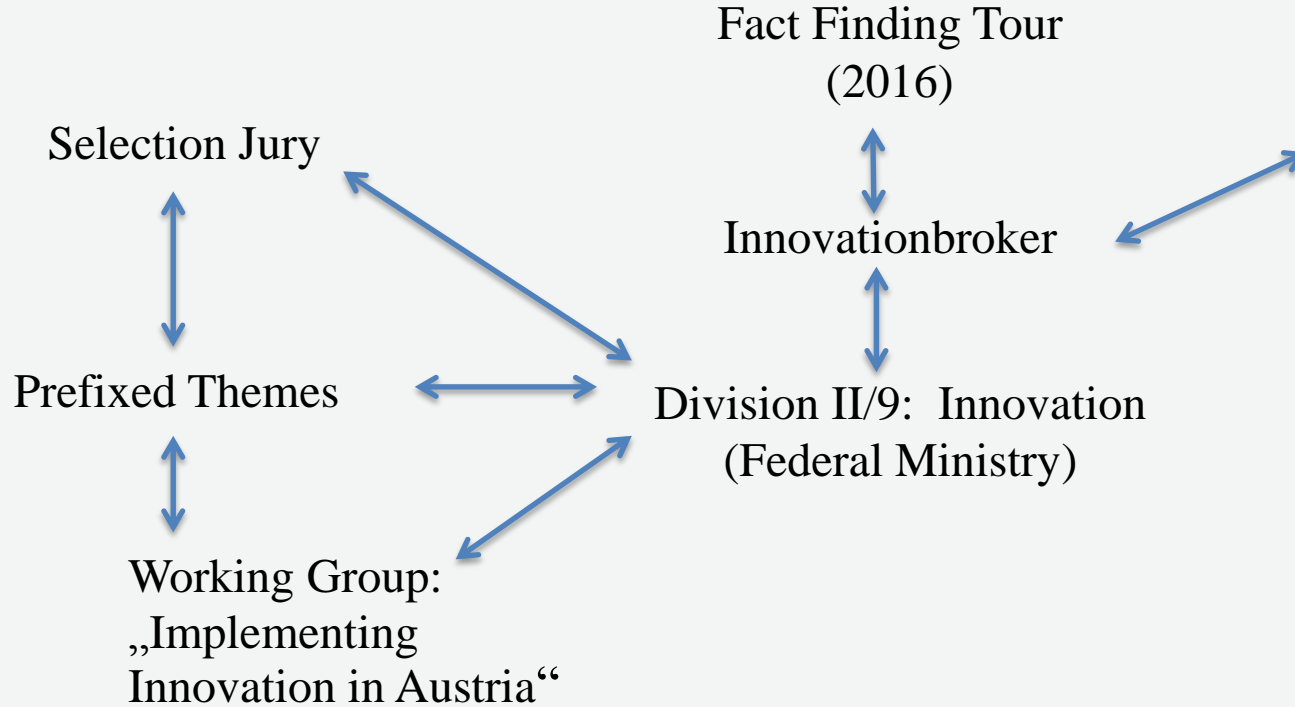 Fact Finding Tour
(2016)
Selection Jury
Innovationbroker
Prefixed Themes
Division II/9:  Innovation
(Federal Ministry)
Working Group:
„Implementing
Innovation in Austria“